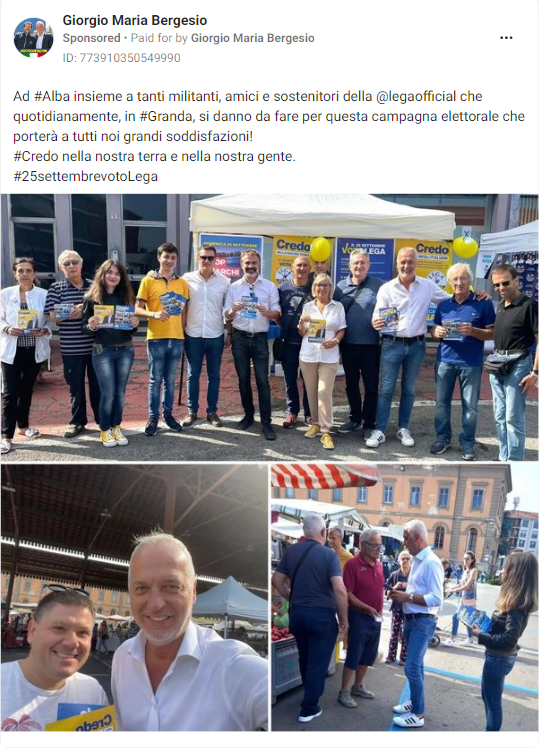 Giorgio Maria Bergesio
Sponsored • Paid for by Giorgio Maria Bergesio
ID: 773910350549990
Ad #Alba insieme a tanti militanti, amici e sostenitori della @legaofficial che
quotidianamente, in #Granda, si danno da fare per questa campagna elettorale che
porterà a tutti noi grandi soddisfazioni!
#Credo nella nostra terra e nella nostra gente.
#25settembrevotoLega
Credo
Credo
Credo